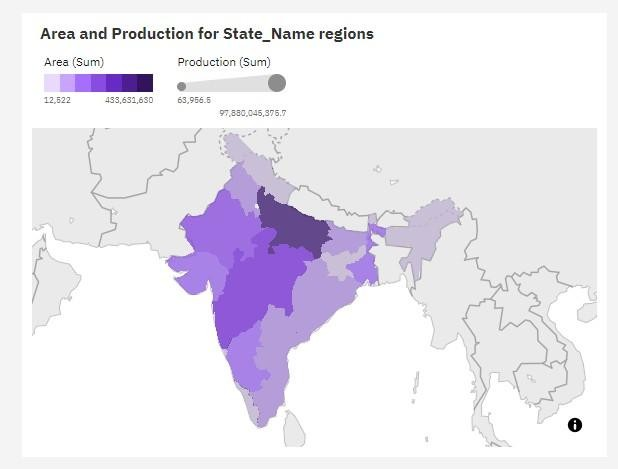 Area and Production for State_Name regions
Area (Sum) Production (Sum)
12,522 433,631,630 63,956.5
97,880,045,375.7
i